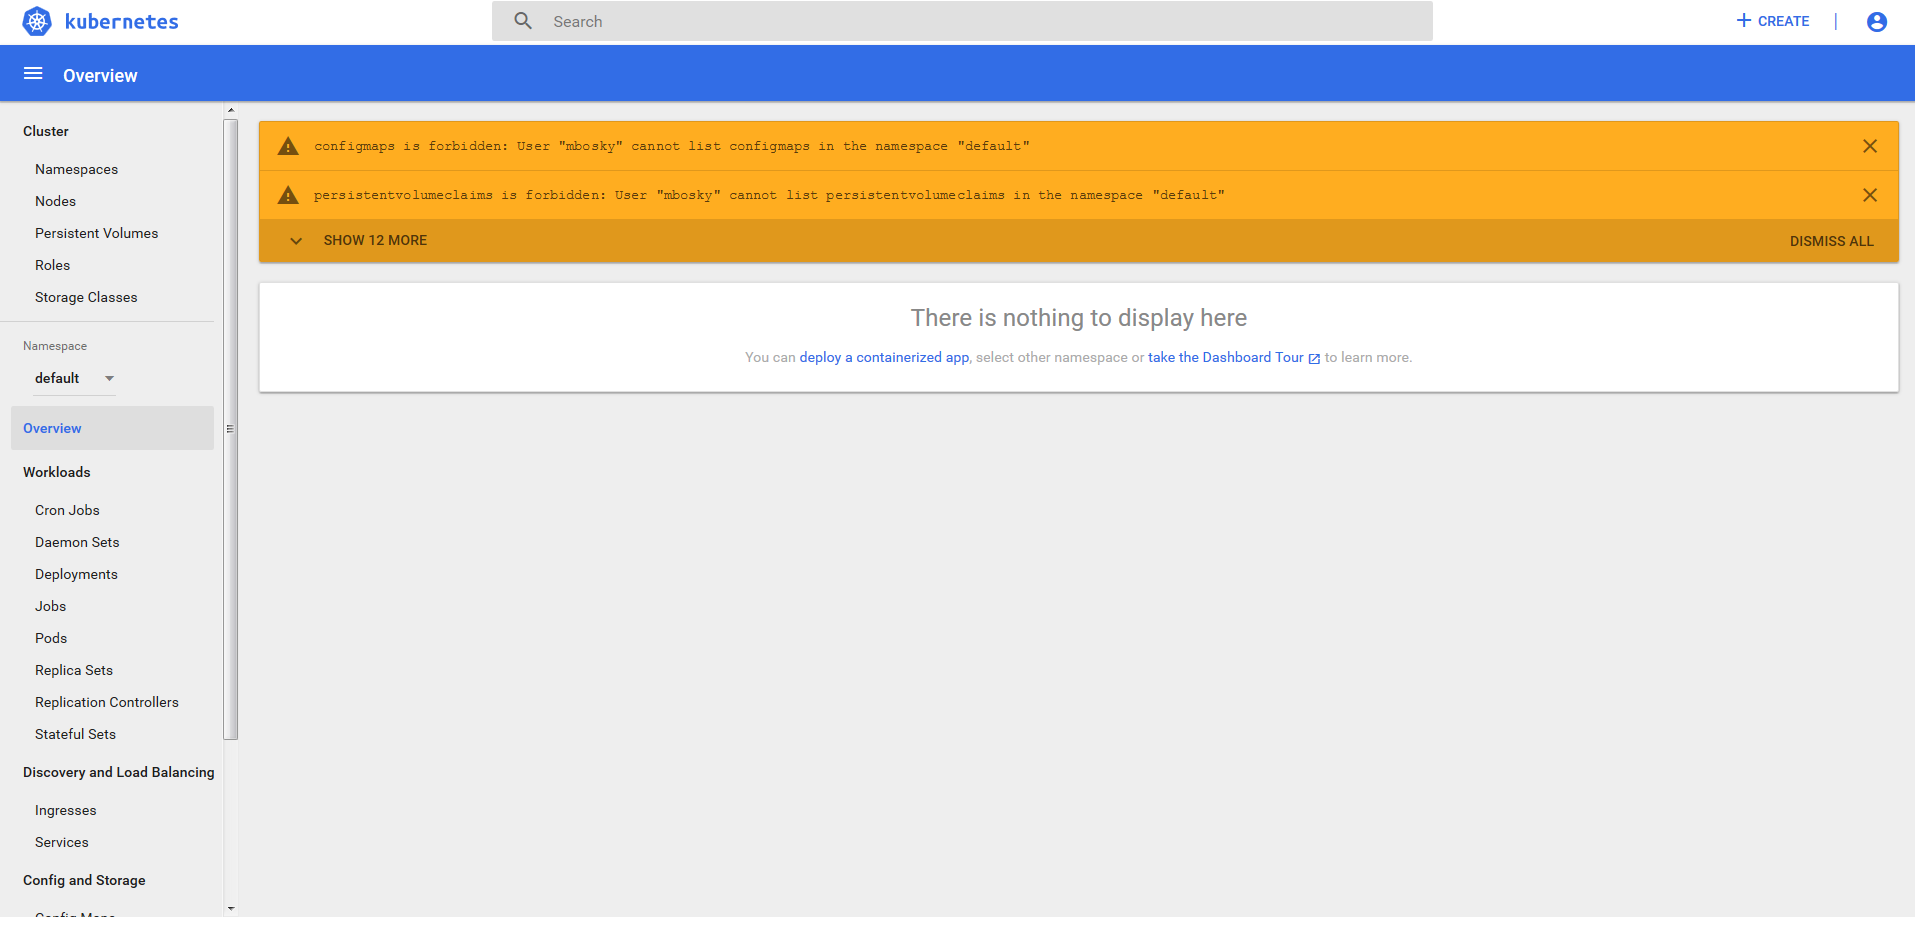 kubernetes
Search
CREATE
Overview
Cluster
Namespaces
Nodes
Persistent Volumes
Roles
Storage Classes
Namespace
default
Overview
Workloads
Cron Jobs
Daemon Sets
Deployments
Jobs
Pods
Replica Sets
Replication Controllers
Stateful Sets
Discovery and Load Balancing
Ingresses
Services
Config and Storage
Config Maps
configmaps is forbidden: User "mbosky" cannot list configmaps in the namespace "default"
persistentvolumeclaims is forbidden: User "mbosky" cannot list persistentvolumeclaims in the namespace "default"
SHOW 12 MORE
DISMISS ALL
There is nothing to display here
You can deploy a containerized app, select other namespace or take the Dashboard Tour to learn more.